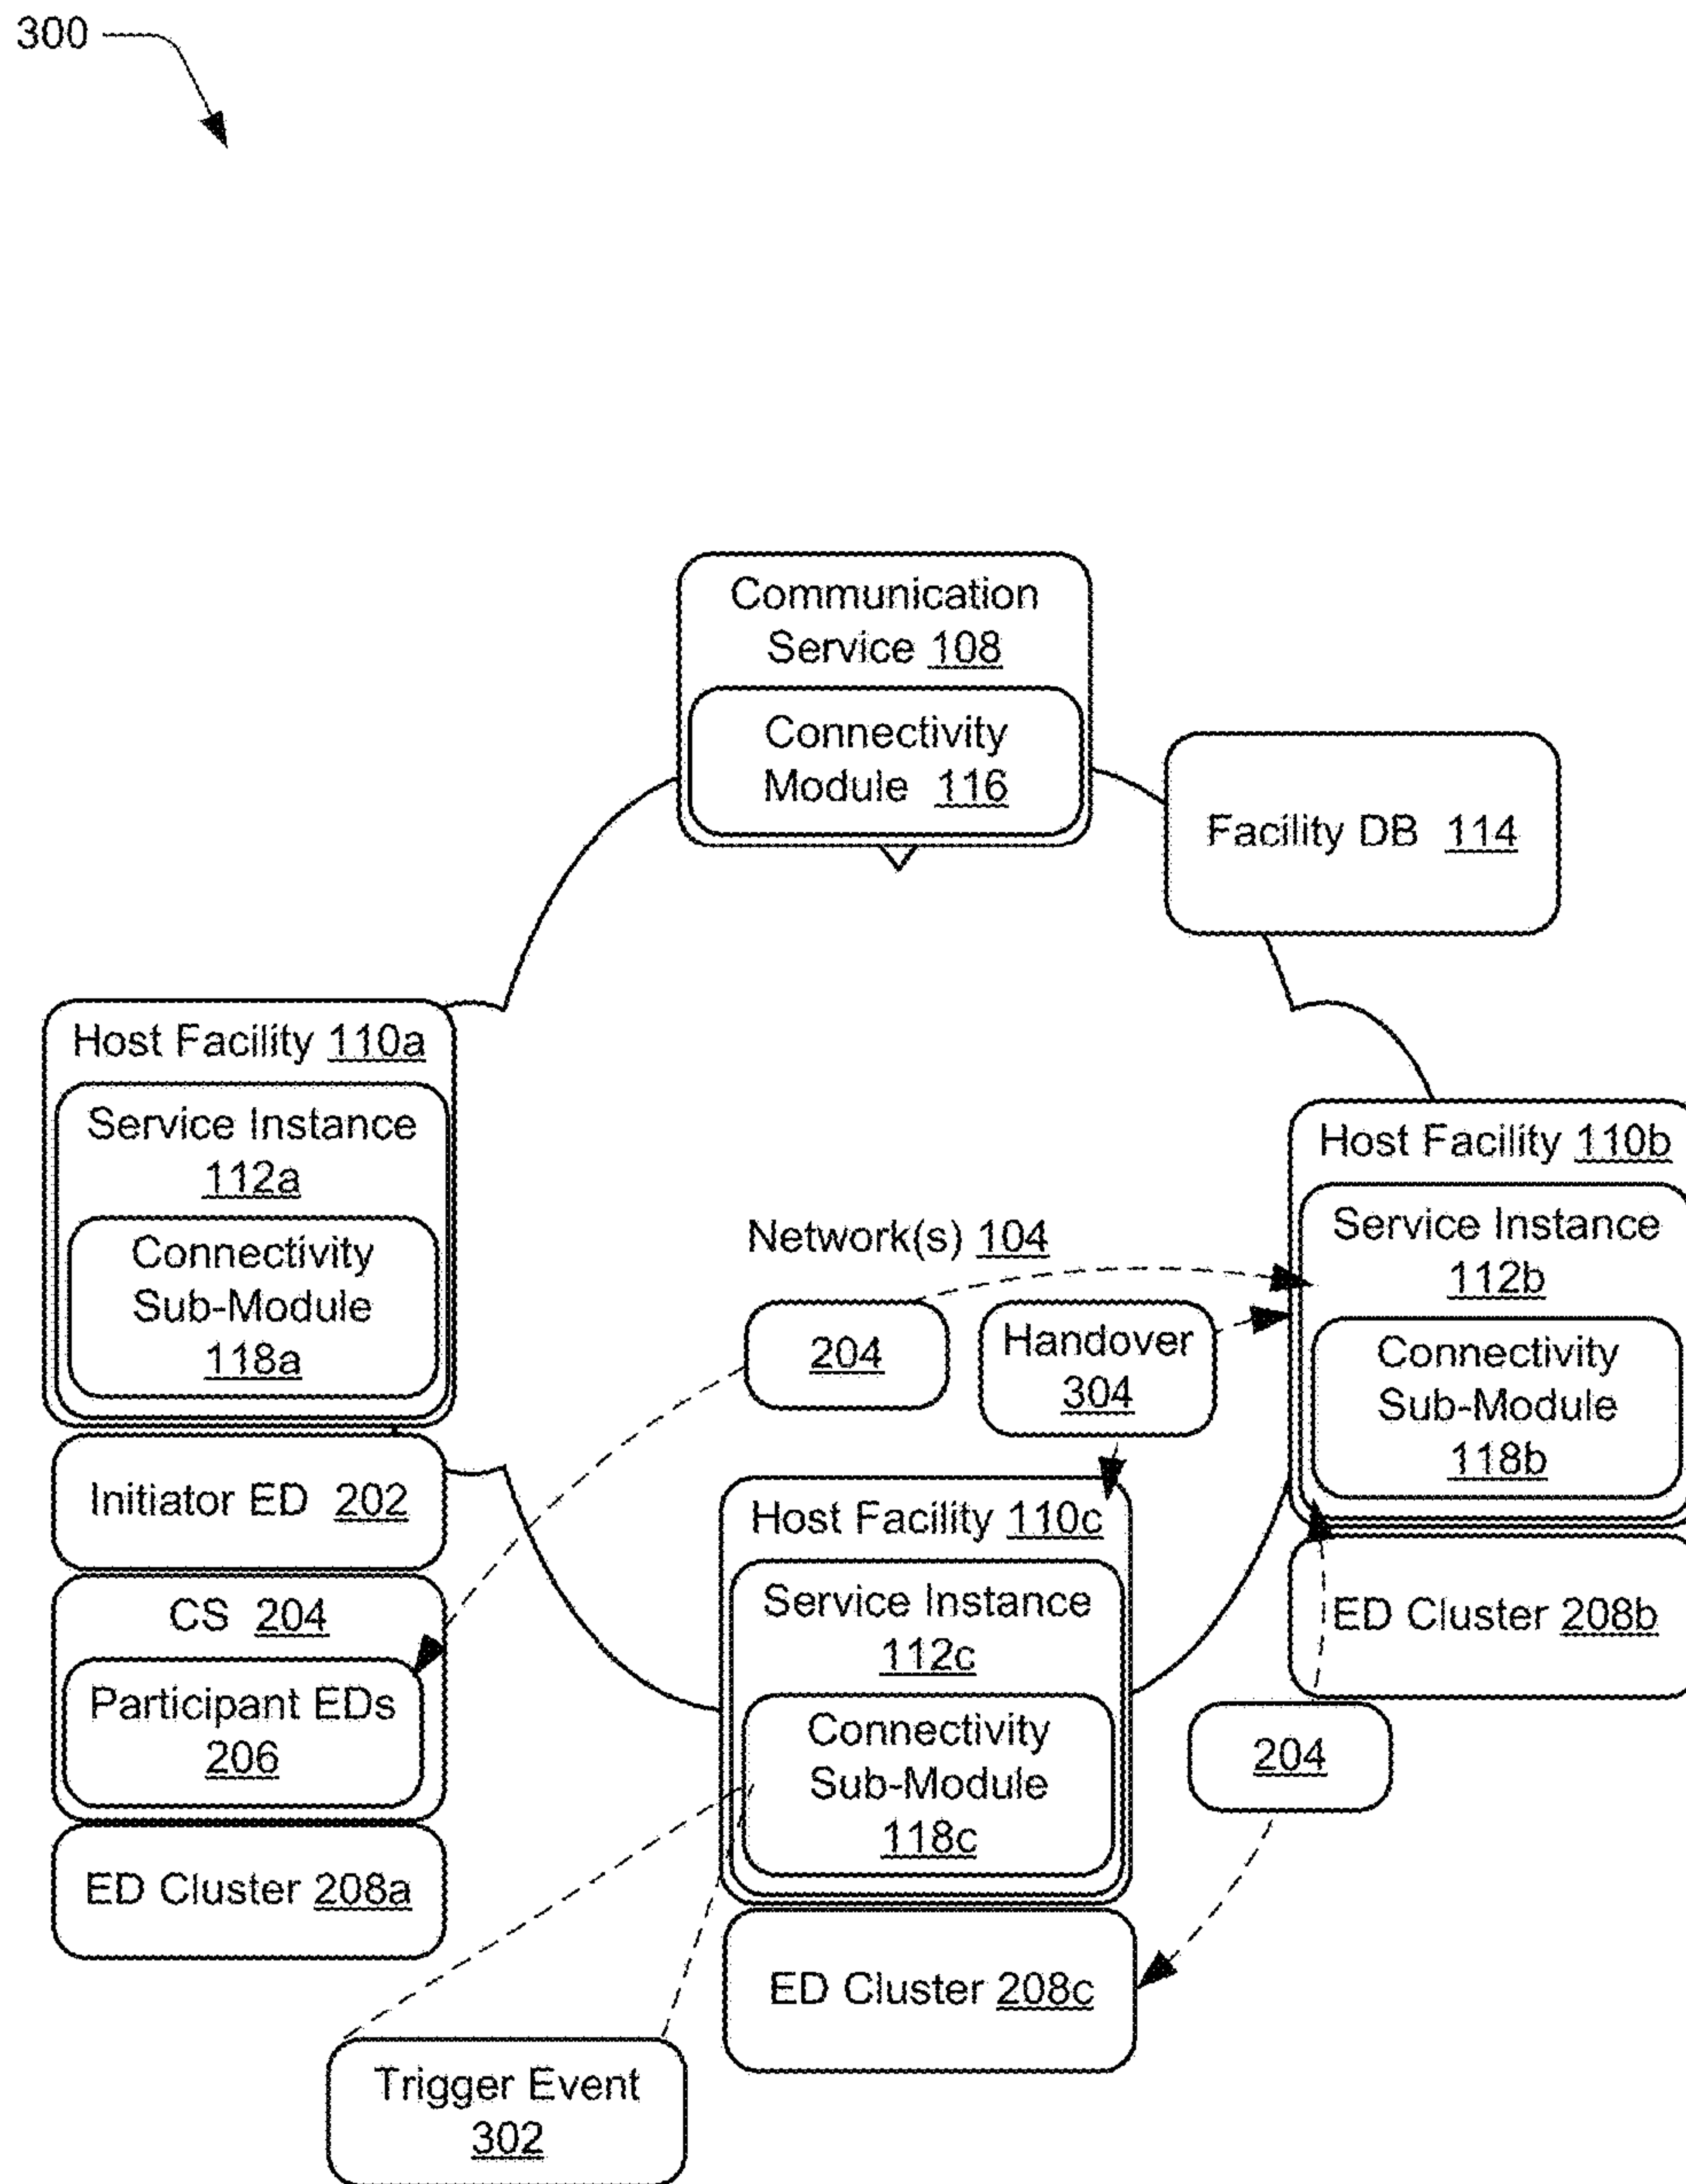 300
Communication
Service 108
Connectivity
Module 116
Facility DB 114
Host Facility 110a
Service Instance
112a
Connectivity
Sub-Module
118a
Initiator ED 202
CS 204
Participant EDs
206
ED Cluster 208a
Network(s) 104
204
Handover
304
Host Facility 110b
Service Instance
112b
Connectivity
Sub-Module
118b
ED Cluster 208b
204
Host Facility 110c
Service Instance
112c
Connectivity
Sub-Module
118c
ED Cluster 208c
Trigger Event
302